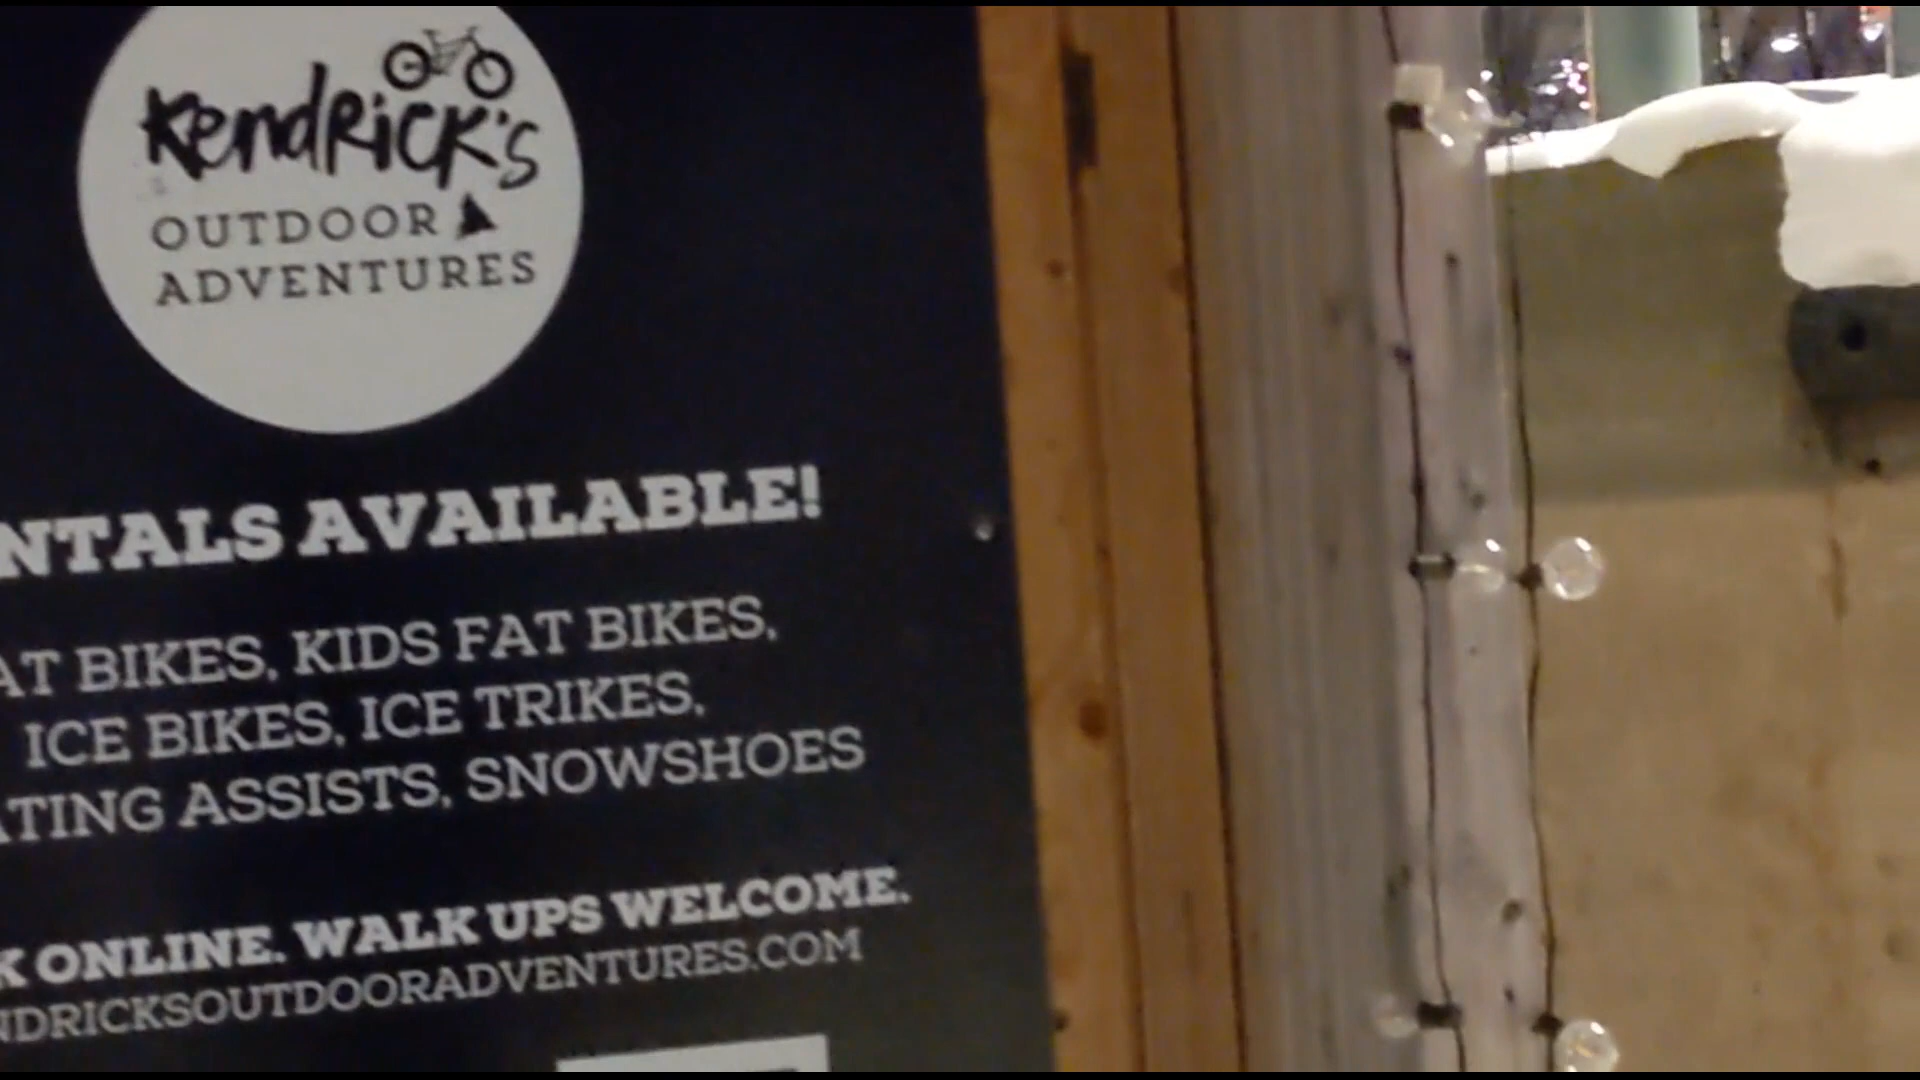 Kendrick's
OUTDOOR
ADVENTURES
NTALS AVAILABLE!
AT BIKES, KIDS FAT BIKES,
ICE BIKES, ICE TRIKES,
ATING ASSISTS, SNOWSHOES
K ONLINE. WALK UPS WELCOME.
NDRICKSOUTDOORADVENTURES.COM